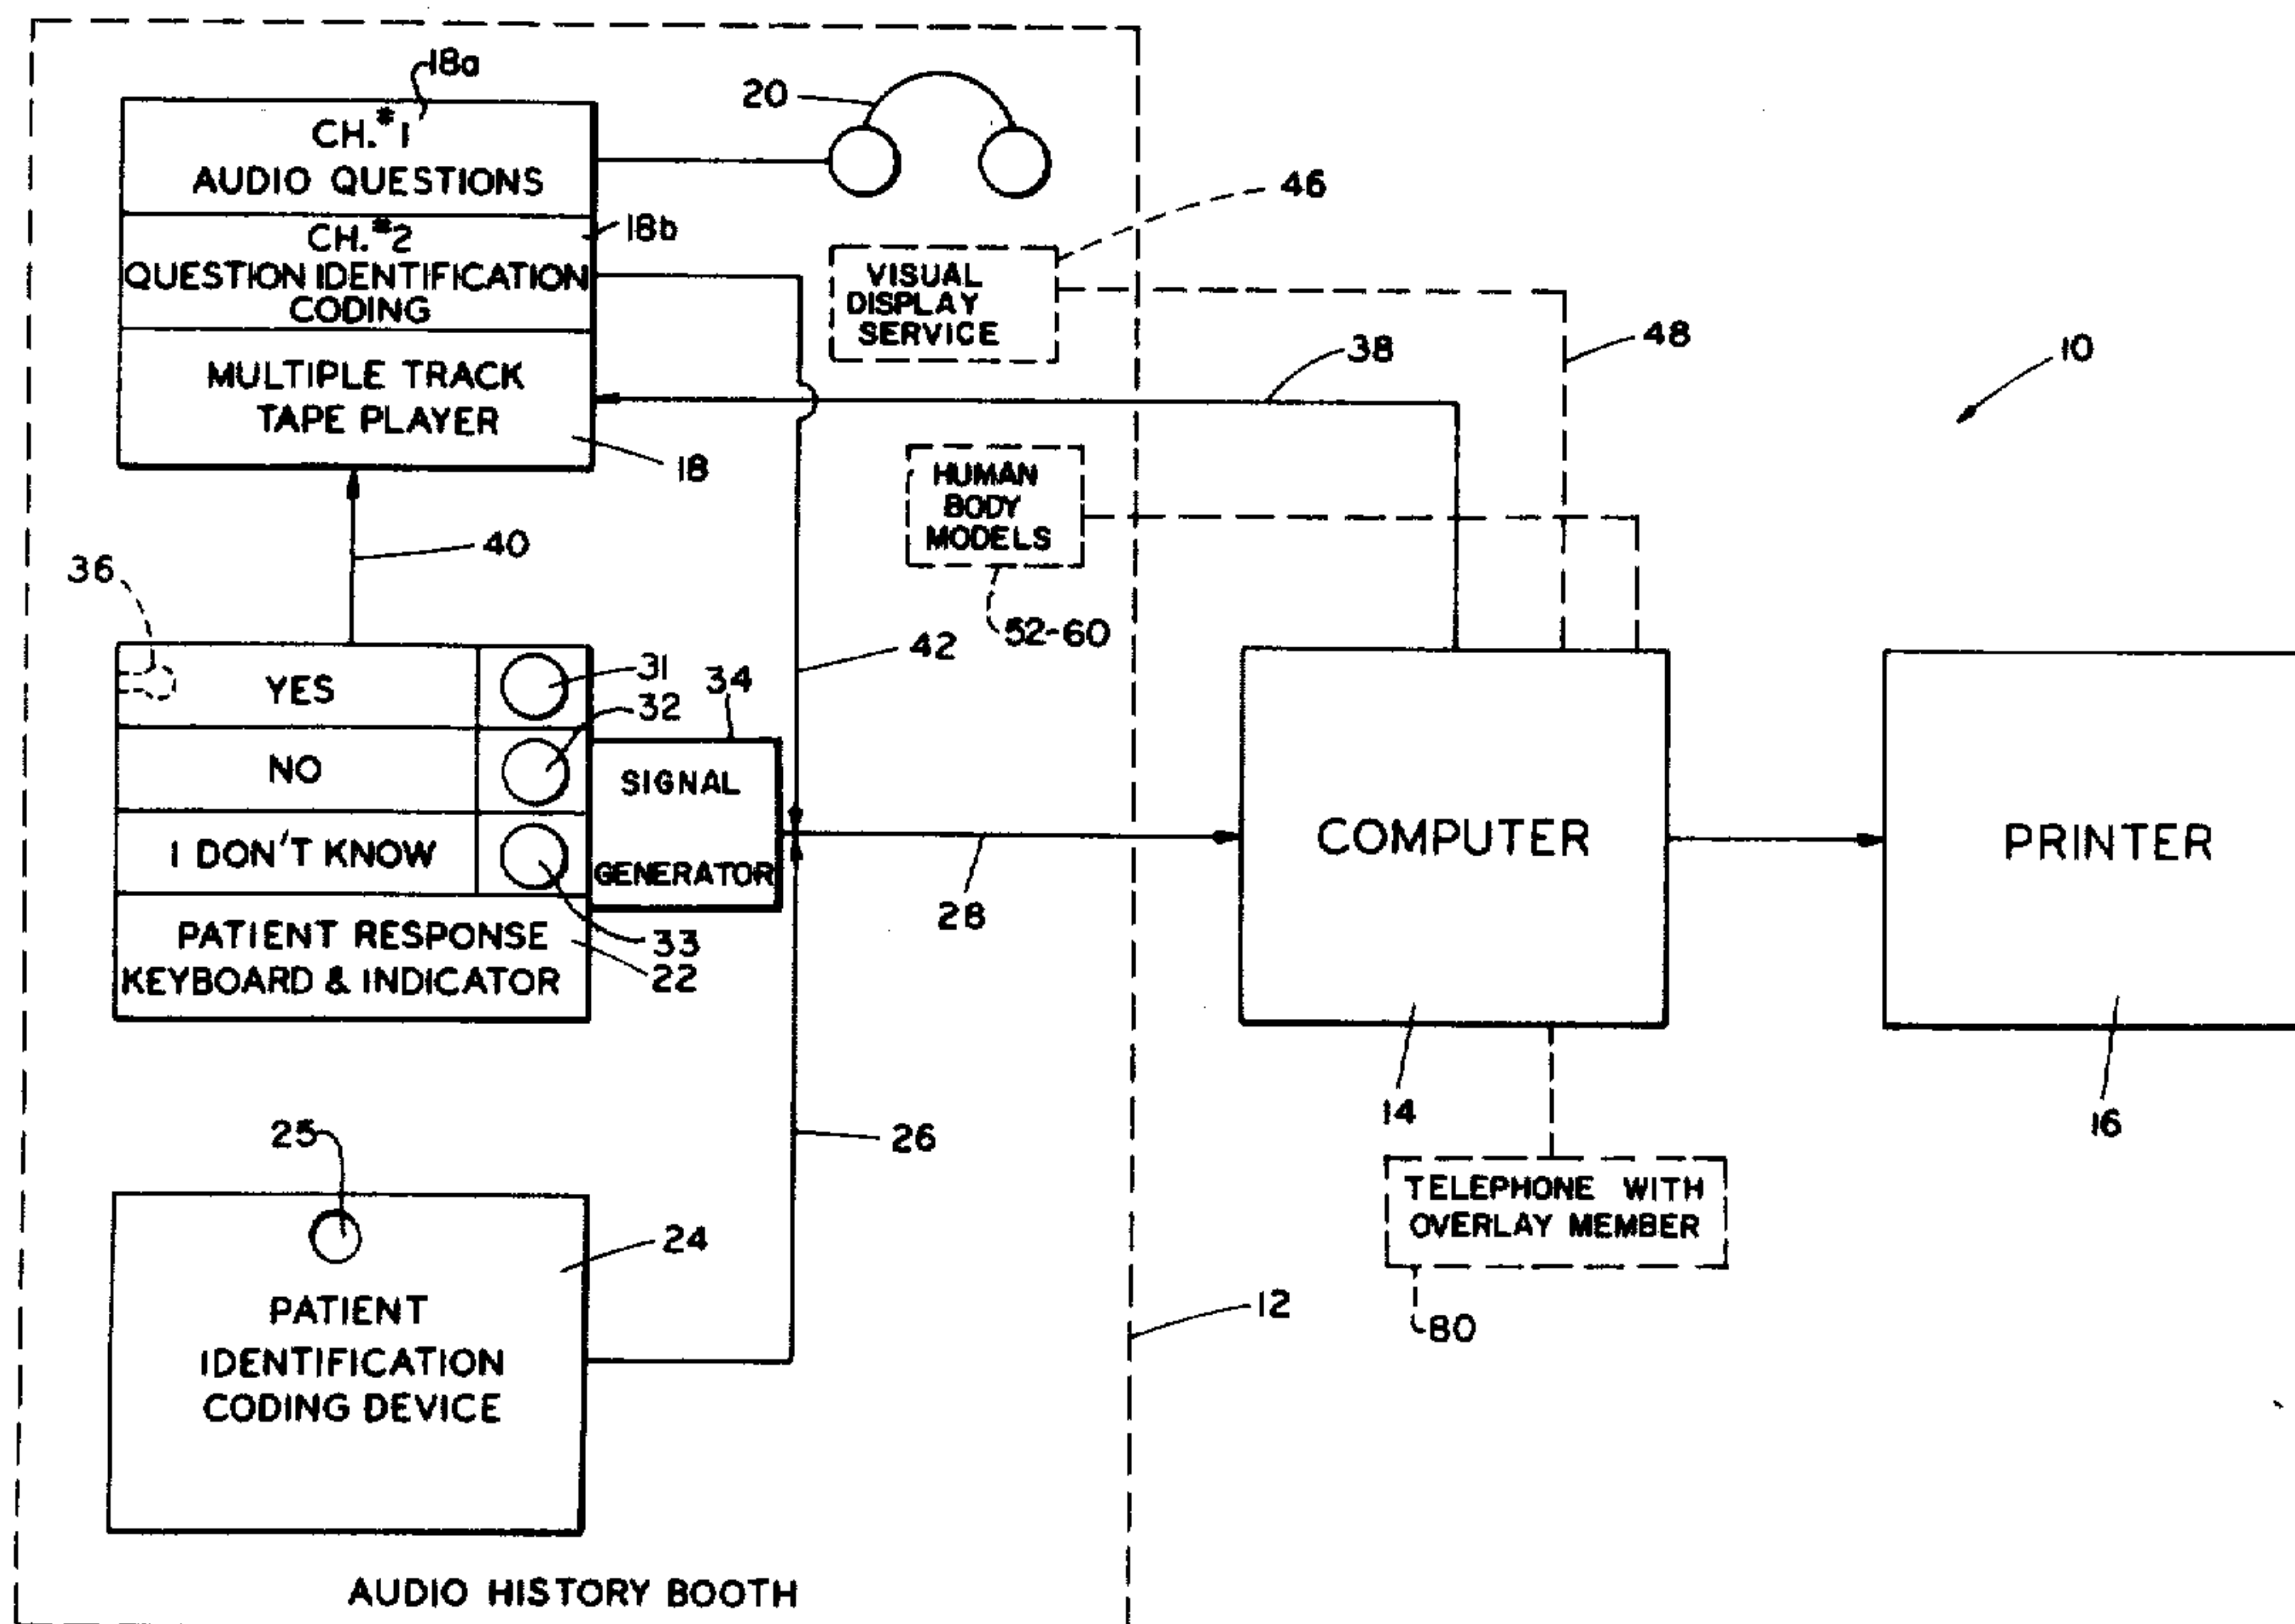 18a
CH.#1
AUDIO QUESTIONS
20
CH.#2
18b
QUESTION IDENTIFICATION
CODING
MULTIPLE TRACK
TAPE PLAYER
18
46
VISUAL
DISPLAY
SERVICE
38
48
10
HUMAN
BODY
MODELS
52-60
40
36
42
YES
31
32
34
NO
I DON'T KNOW
33
SIGNAL
GENERATOR
PATIENT RESPONSE
KEYBOARD & INDICATOR
22
28
COMPUTER
14
PRINTER
16
25
26
24
PATIENT
IDENTIFICATION
CODING DEVICE
TELEPHONE WITH
OVERLAY MEMBER
80
12
AUDIO HISTORY BOOTH